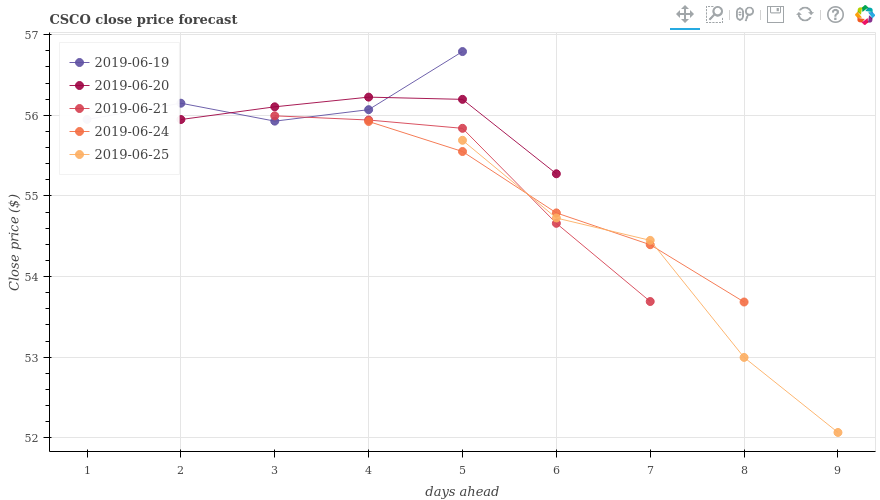 CSCO close price forecast
57
56
55
54
53
52
Close price ($)
2019-06-19
2019-06-20
2019-06-21
2019-06-24
2019-06-25
1 2 3 4 5 6 7 8 9
days ahead